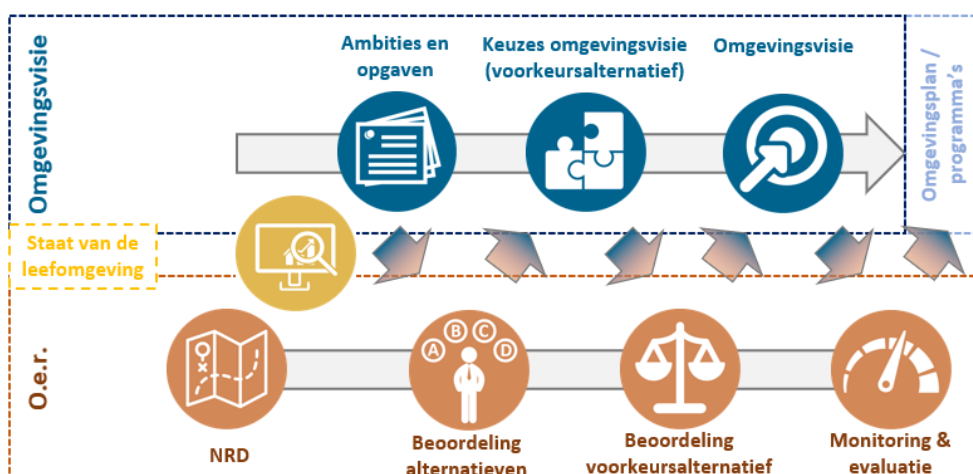 Omgevingsvisie
Ambities en
opgaven
Keuzes omgevingsvisie
(voorkeursalternatief)
Omgevingsvisie
Omgevingsplan /
programma's
Staat van de
leefomgeving
O.e.r.
A B C D
NRD
Beoordeling
alternatieven
Beoordeling
voorkeursalternatief
Monitoring &
evaluatie